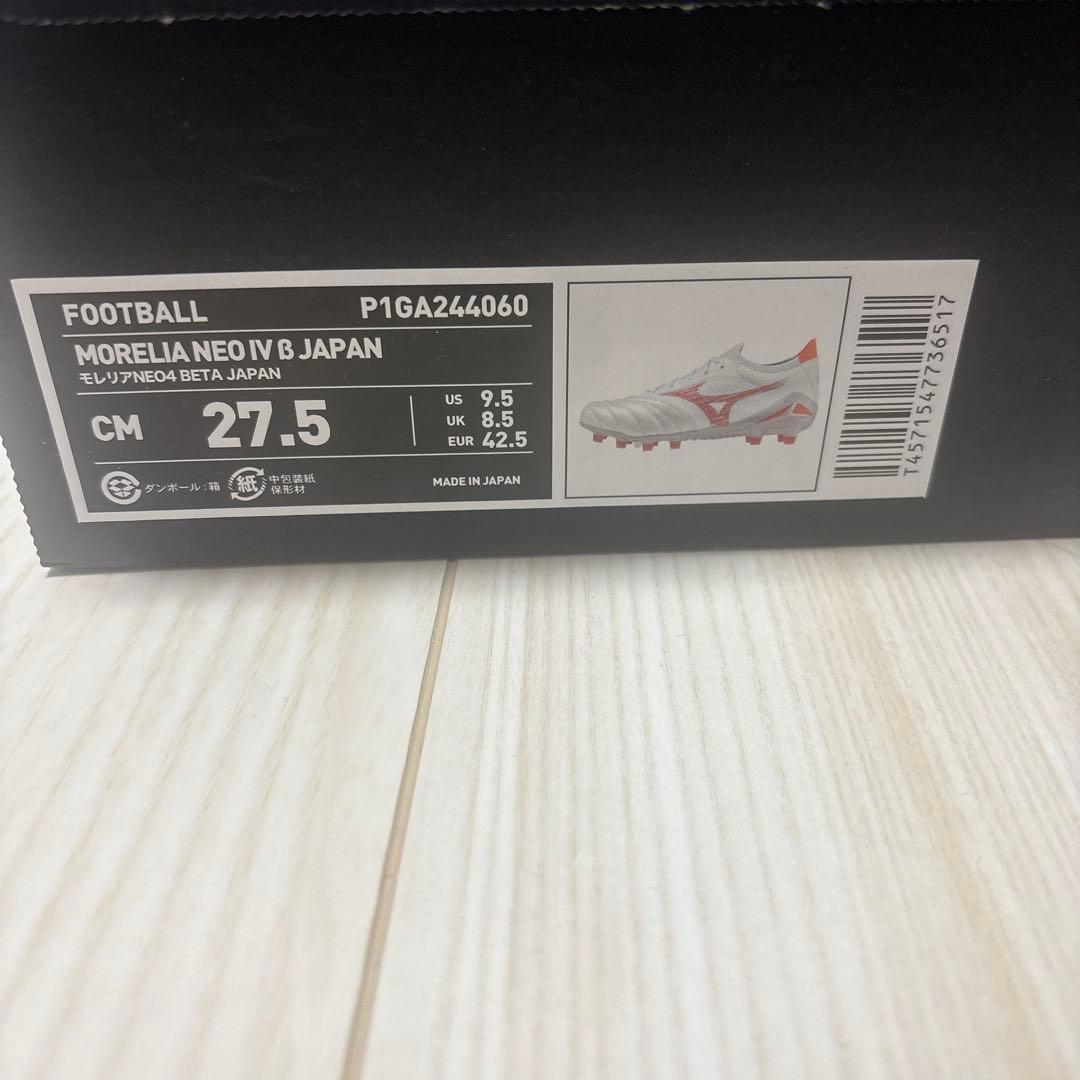 FOOTBALL P1GA244060
MORELIA NEO IV β JAPAN
モレリアNEO4 BETA JAPAN
CM 27.5
US 9.5
UK 8.5
EUR 42.5
ダンボール：箱 紙 中包装紙
保形材
MADE IN JAPAN
T4571547736517